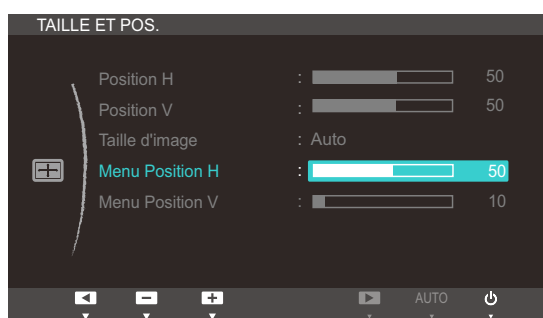 TAILLE ET POS.
Position H : 50
Position V : 50
Taille d'image : Auto
Menu Position H : 50
Menu Position V : 10
AUTO